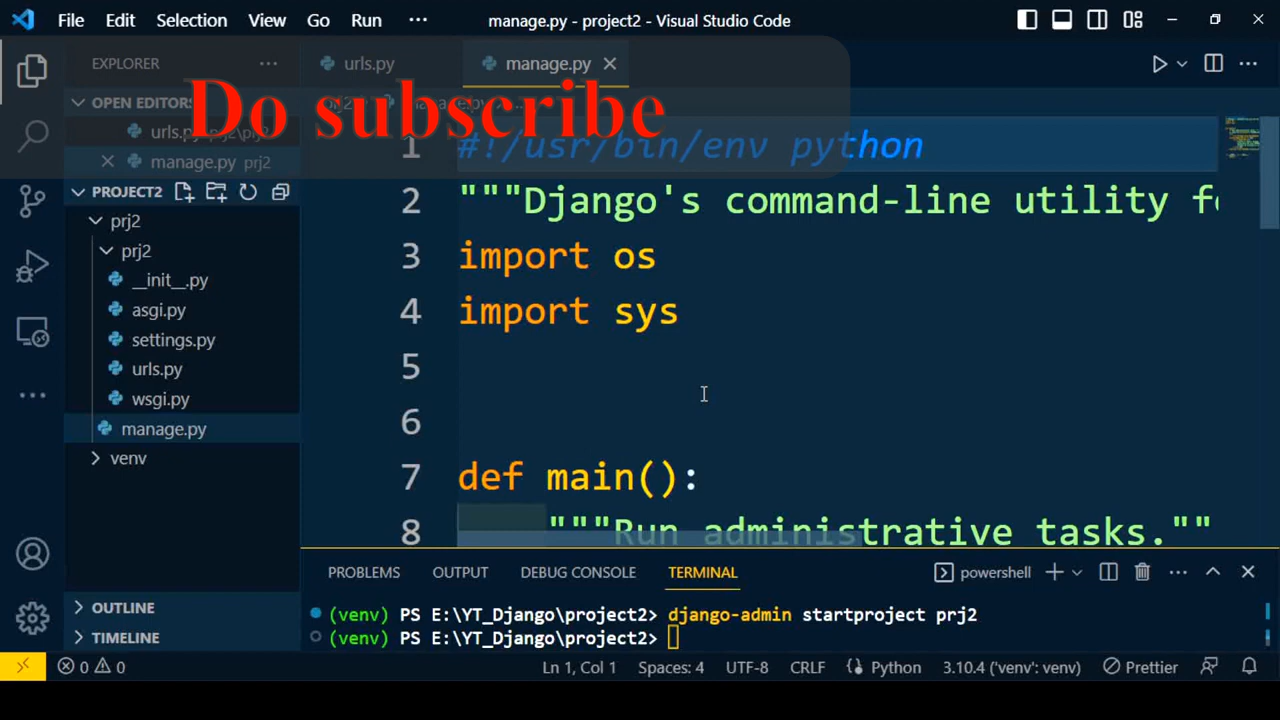 File Edit Selection View Go Run ··· manage.py - project2 - Visual Studio Code
EXPLORER ···
urls.py
manage.py
OPEN EDITORS
Do subscribe
urls.py prj2\prj2
manage.py prj2
PROJECT2
prj2
prj2
__init__.py
asgi.py
settings.py
urls.py
wsgi.py
manage.py
venv
OUTLINE
TIMELINE
1 #!/usr/bin/env python
2 """Django's command-line utility fo
3 import os
4 import sys
5
6
7 def main():
8 """Run administrative tasks.""
PROBLEMS OUTPUT DEBUG CONSOLE TERMINAL powershell
(venv) PS E:\YT_Django\project2> django-admin startproject prj2
(venv) PS E:\YT_Django\project2>
0 0 Ln 1, Col 1 Spaces: 4 UTF-8 CRLF Python 3.10.4 ('venv': venv) Prettier